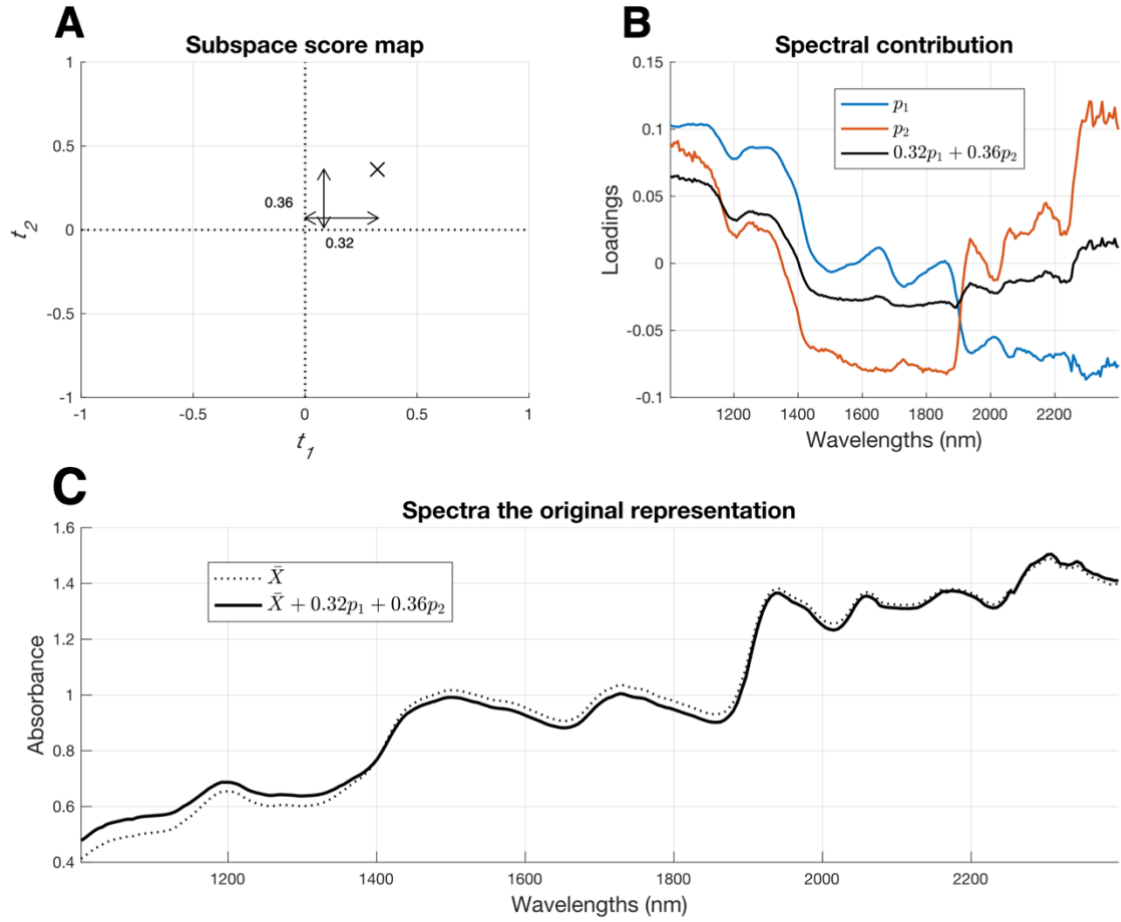 A
Subspace score map
1
0.5
0
-0.5
-1
-1
-0.5
0
0.5
1
0.36
0.32
t2
t1
B
Spectral contribution
0.15
0.1
0.05
0
-0.05
-0.1
1200
1400
1600
1800
2000
2200
p₁
p₂
0.32p₁ + 0.36p₂
Loadings
Wavelengths (nm)
C
Spectra the original representation
1.6
1.4
1.2
1
0.8
0.6
0.4
1200
1400
1600
1800
2000
2200
X̄
X̄ + 0.32p₁ + 0.36p₂
Absorbance
Wavelengths (nm)